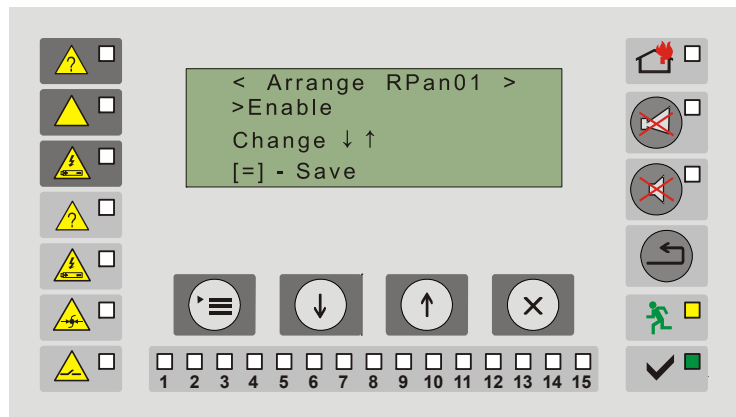 < Arrange RPan01 >
>Enable
Change ↓ ↑
[=] - Save
? 
?
1 2 3 4 5 6 7 8 9 10 11 12 13 14 15